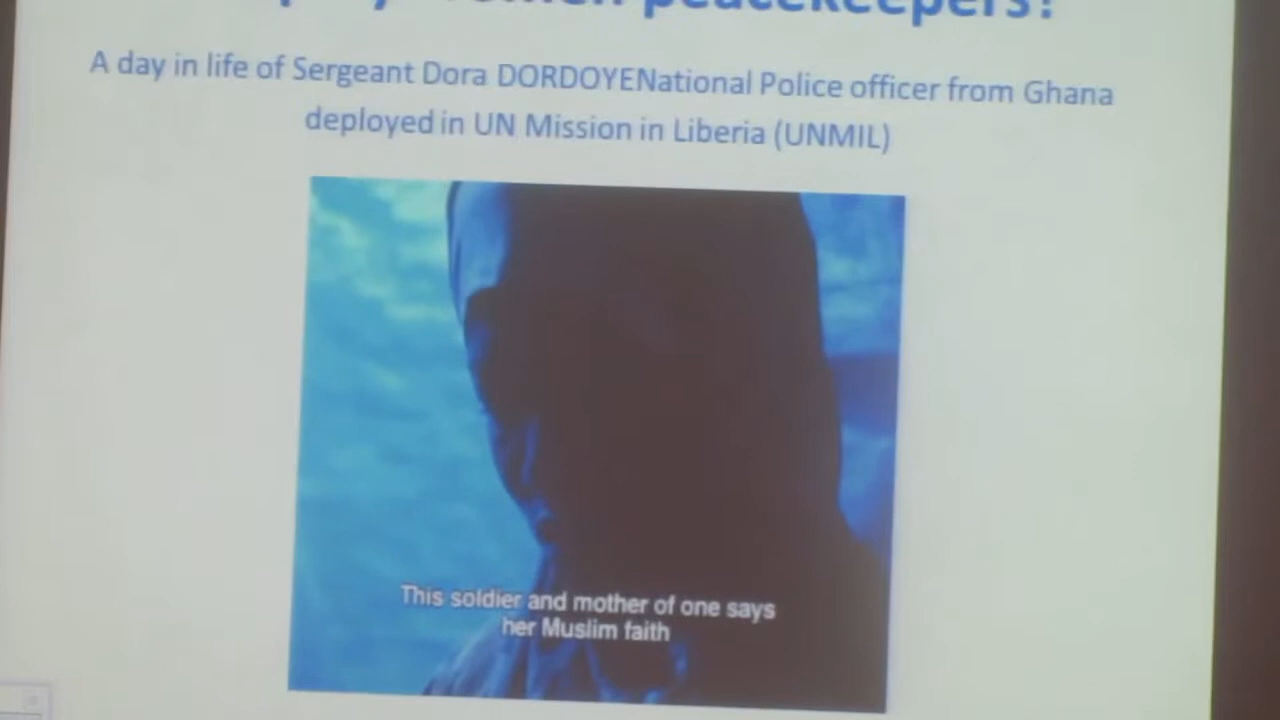 peacekeepers?
A day in life of Sergeant Dora DORDOYENational Police officer from Ghana
deployed in UN Mission in Liberia (UNMIL)
This soldier and mother of one says
her Muslim faith